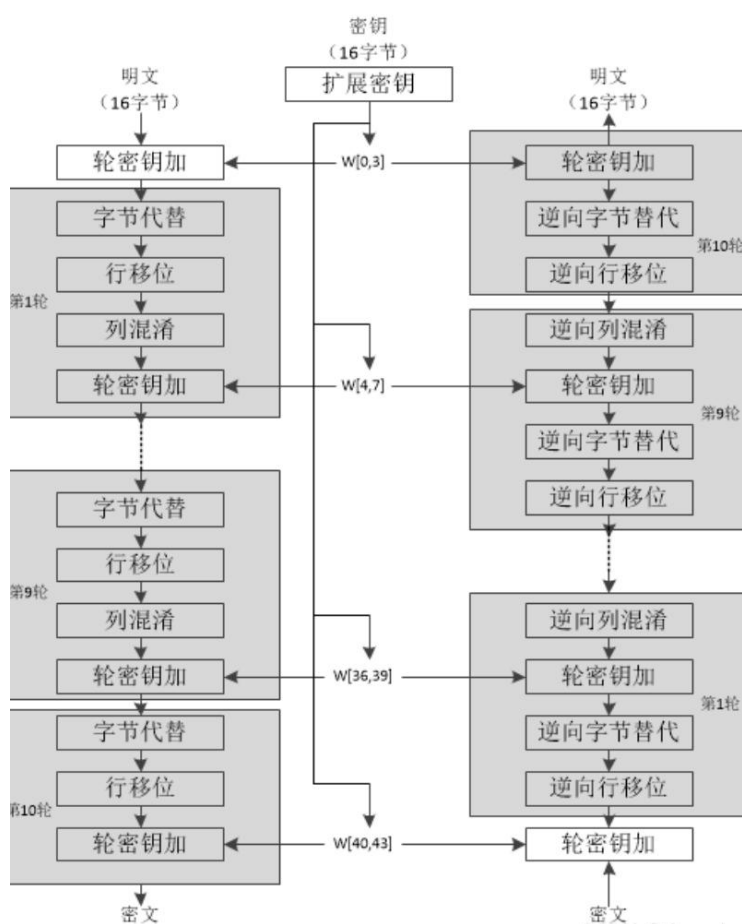 密钥
（16字节）
扩展密钥
明文
（16字节）
轮密钥加
字节代替
行移位
列混淆
轮密钥加
第1轮
字节代替
行移位
列混淆
轮密钥加
第9轮
字节代替
行移位
轮密钥加
第10轮
密文
W[0,3]
W[4,7]
W[36,39]
W[40,43]
明文
（16字节）
轮密钥加
逆向字节替代
逆向行移位
第10轮
逆向列混淆
轮密钥加
逆向字节替代
逆向行移位
第9轮
逆向列混淆
轮密钥加
逆向字节替代
逆向行移位
第1轮
轮密钥加
密文